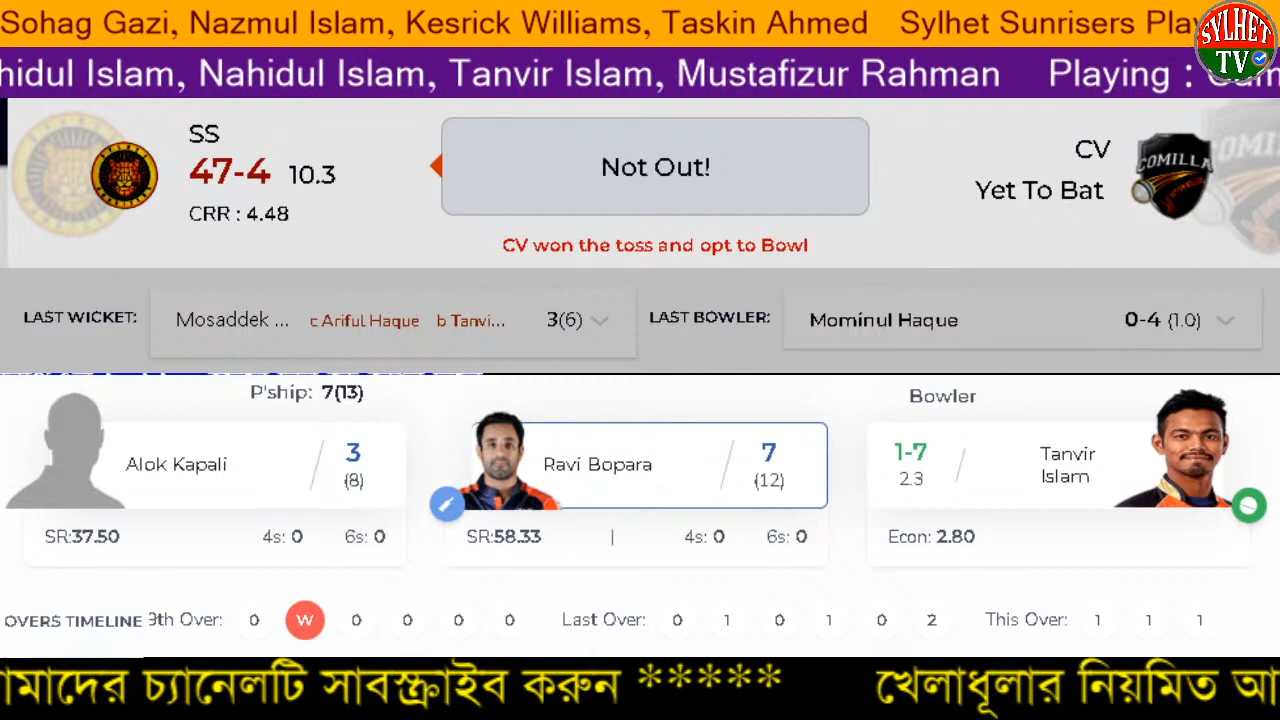 Sohag Gazi, Nazmul Islam, Kesrick Williams, Taskin Ahmed Sylhet Sunrisers Play
SYLHET
TV
hidul Islam, Nahidul Islam, Tanvir Islam, Mustafizur Rahman Playing :
SS
47-4 10.3
CRR : 4.48
Not Out!
CV
Yet To Bat
COMILLA
CV won the toss and opt to Bowl
LAST WICKET: Mosaddek ... c Ariful Haque b Tanvi... 3(6)
LAST BOWLER: Mominul Haque 0-4 (1.0)
P'ship: 7(13)
Bowler
Alok Kapali 3 (8)
Ravi Bopara 7 (12)
1-7 2.3 Tanvir Islam
SR:37.50 4s: 0 6s: 0
SR:58.33 | 4s: 0 6s: 0
Econ: 2.80
OVERS TIMELINE 9th Over: 0 W 0 0 0 0 Last Over: 0 1 0 1 0 2 This Over: 1 1 1
মাদের চ্যানেলটি সাবস্ক্রাইব করুন ***** খেলাধূলার নিয়মিত আ